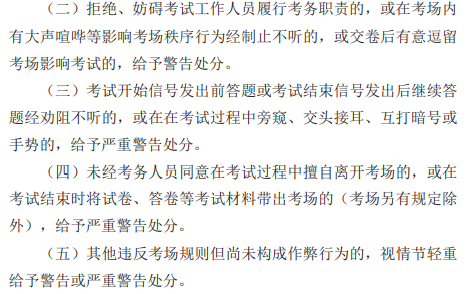 （二）拒绝、妨碍考试工作人员履行考务职责的，或在考场内
有大声喧哗等影响考场秩序行为经制止不听的，或交卷后有意逗留
考场影响考试的，给予警告处分。
（三）考试开始信号发出前答题或考试结束信号发出后继续答
题经劝阻不听的，或在在考试过程中旁窥、交头接耳、互打暗号或
手势的，给予严重警告处分。
（四）未经考务人员同意在考试过程中擅自离开考场的，或在
考试结束时将试卷、答卷等考试材料带出考场的（考场另有规定除
外），给予严重警告处分。
（五）其他违反考场规则但尚未构成作弊行为的，视情节轻重
给予警告或严重警告处分。